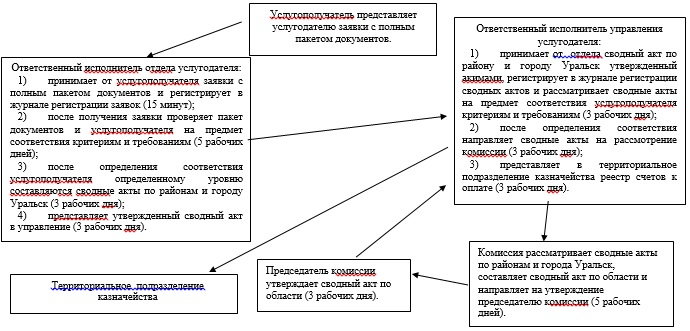 Услугополучатель представляет
услугодателю заявки с полным
пакетом документов.
Ответственный исполнитель отдела услугодателя:
1) принимает от услугополучателя заявки с
полным пакетом документов и регистрирует в
журнале регистрации заявок (15 минут);
2) после получения заявки проверяет пакет
документов и услугополучателя на предмет
соответствия критериям и требованиям (5 рабочих
дней);
3) после определения соответствия
услугополучателя определенному уровню
составляются сводные акты по районам и городу
Уральск (3 рабочих дня);
4) представляет утвержденный сводный акт
в управление (3 рабочих дня).
Ответственный исполнитель управления
услугодателя:
1) принимает от отдела сводный акт по
району и городу Уральск утвержденный
акимами, регистрирует в журнале регистрации
сводных актов и рассматривает сводные акты
на предмет соответствия услугополучателя
критериям и требованиям (3 рабочих дня);
2) после определения соответствия
направляет сводные акты на рассмотрение
комиссии (3 рабочих дня);
3) представляет в территориальное
подразделение казначейства реестр счетов к
оплате (3 рабочих дня).
Территориальное подразделение
казначейства
Председатель комиссии
утверждает сводный акт по
области (3 рабочих дня).
Комиссия рассматривает сводные акты
по районам и города Уральск,
составляет сводный акт по области и
направляет на утверждение
председателю комиссии (5 рабочих
дней).